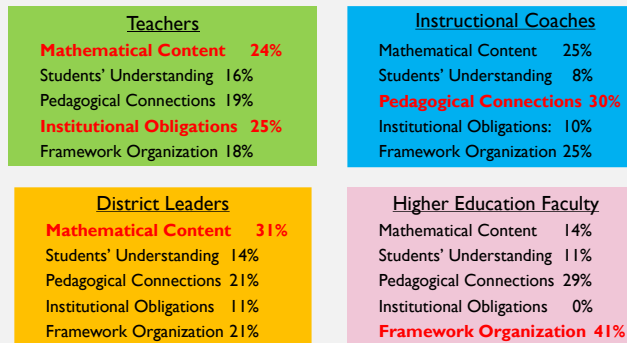 Teachers
Mathematical Content 24%
Students' Understanding 16%
Pedagogical Connections 19%
Institutional Obligations 25%
Framework Organization 18%
Instructional Coaches
Mathematical Content 25%
Students' Understanding 8%
Pedagogical Connections 30%
Institutional Obligations: 10%
Framework Organization 25%
District Leaders
Mathematical Content 31%
Students' Understanding 14%
Pedagogical Connections 21%
Institutional Obligations 11%
Framework Organization 21%
Higher Education Faculty
Mathematical Content 14%
Students' Understanding 11%
Pedagogical Connections 29%
Institutional Obligations 0%
Framework Organization 41%